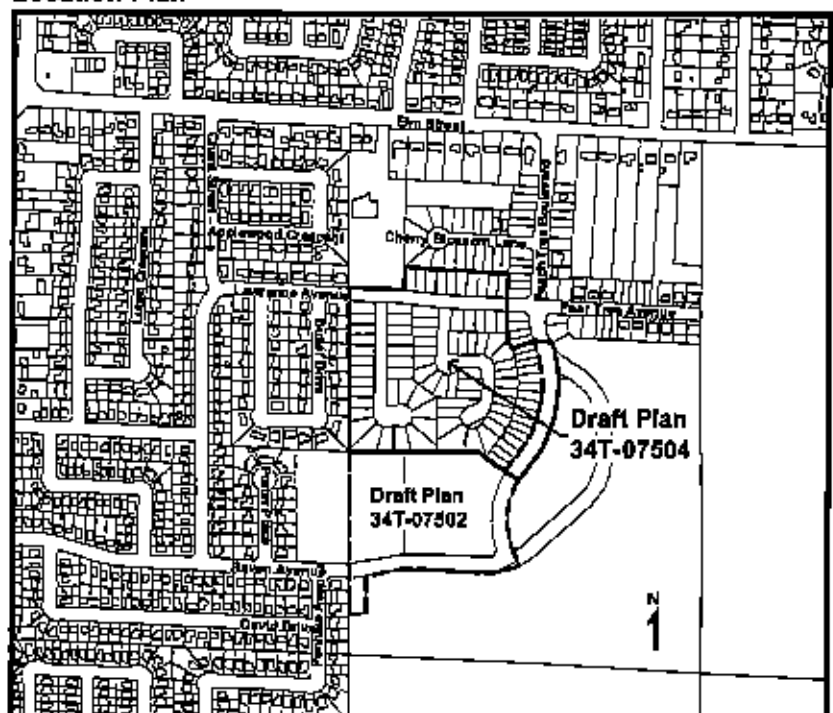 Location Plan
Elm Street
Peach Tree Boulevard
Applewood Crescent
Cherry Blossom Lane
Lawrence Avenue
Pear Tree Avenue
Draft Plan
34T-07504
Draft Plan
34T-07502
Avenue
David Drive
N